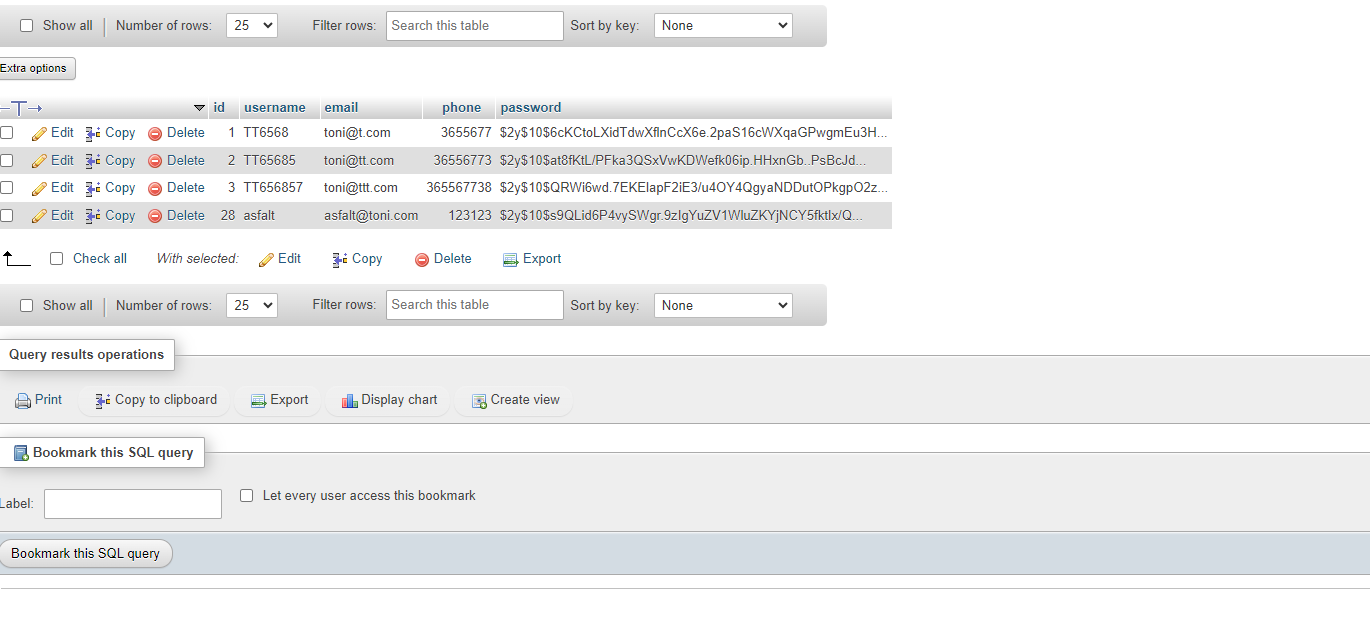 Show all Number of rows: 25 Filter rows: Search this table Sort by key: None
Extra options
id username email phone password
Edit Copy Delete 1 TT6568 toni@t.com 3655677 $2y$10$6cKCtoLXidTdwXflnCcX6e.2paS16cWXqaGPwgmEu3H...
Edit Copy Delete 2 TT65685 toni@tt.com 36556773 $2y$10$at8fKtL/PFka3QSxVwKDWefk06ip.HHxnGb..PsBcJd...
Edit Copy Delete 3 TT656857 toni@ttt.com 365567738 $2y$10$QRWi6wd.7EKElapF2iE3/u4OY4QgyaNDDutOPkgpO2z...
Edit Copy Delete 28 asfalt asfalt@toni.com 123123 $2y$10$s9QLid6P4vySWgr.9zIgYuZV1WluZKYjNCY5fktlx/Q...
Check all With selected: Edit Copy Delete Export
Show all Number of rows: 25 Filter rows: Search this table Sort by key: None
Query results operations
Print Copy to clipboard Export Display chart Create view
Bookmark this SQL query
Label: Let every user access this bookmark
Bookmark this SQL query